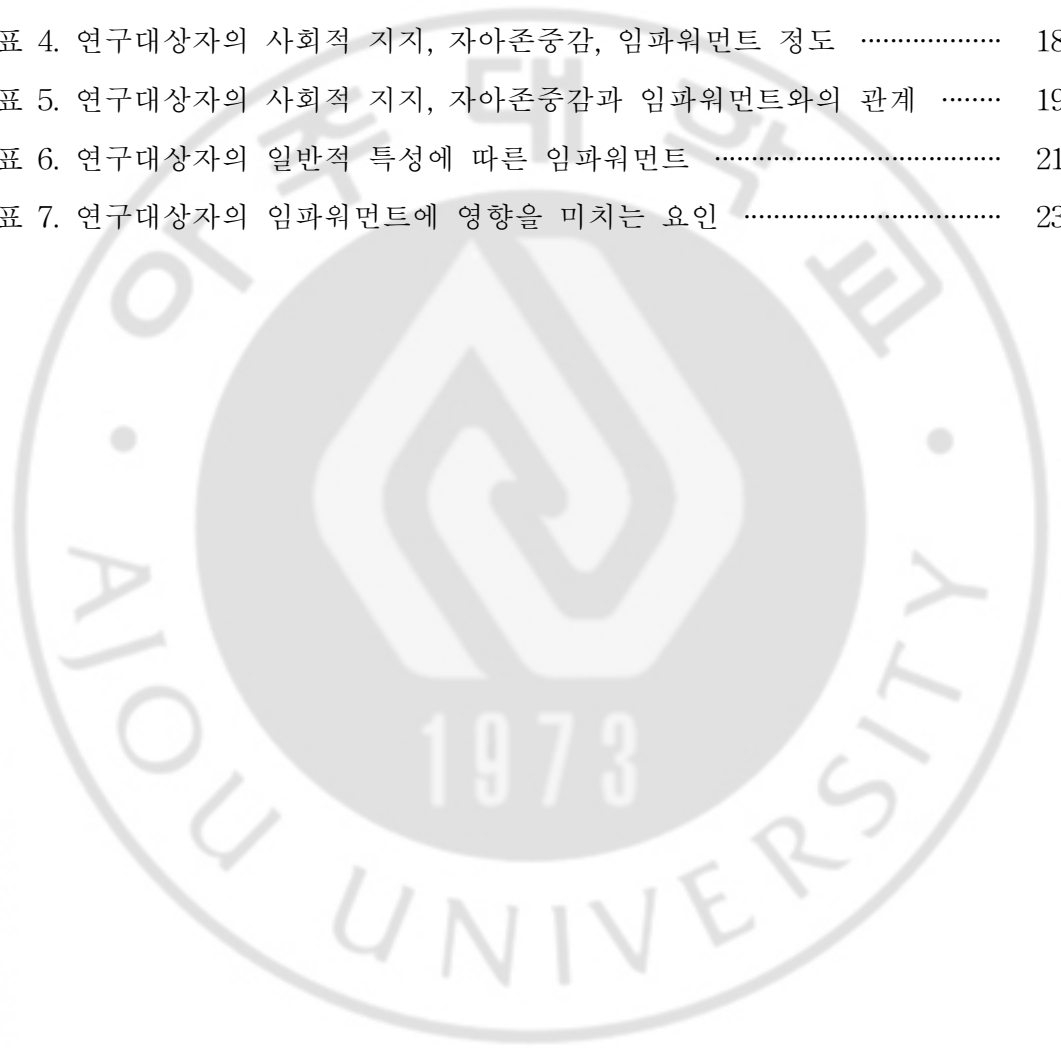 표 4. 연구대상자의 사회적 지지, 자아존중감, 임파워먼트 정도 ··················· 18
표 5. 연구대상자의 사회적 지지, 자아존중감과 임파워먼트와의 관계 ········ 19
표 6. 연구대상자의 일반적 특성에 따른 임파워먼트 ····································· 21
표 7. 연구대상자의 임파워먼트에 영향을 미치는 요인 ································· 23
아주대학교
1973
AJOU UNIVERSITY